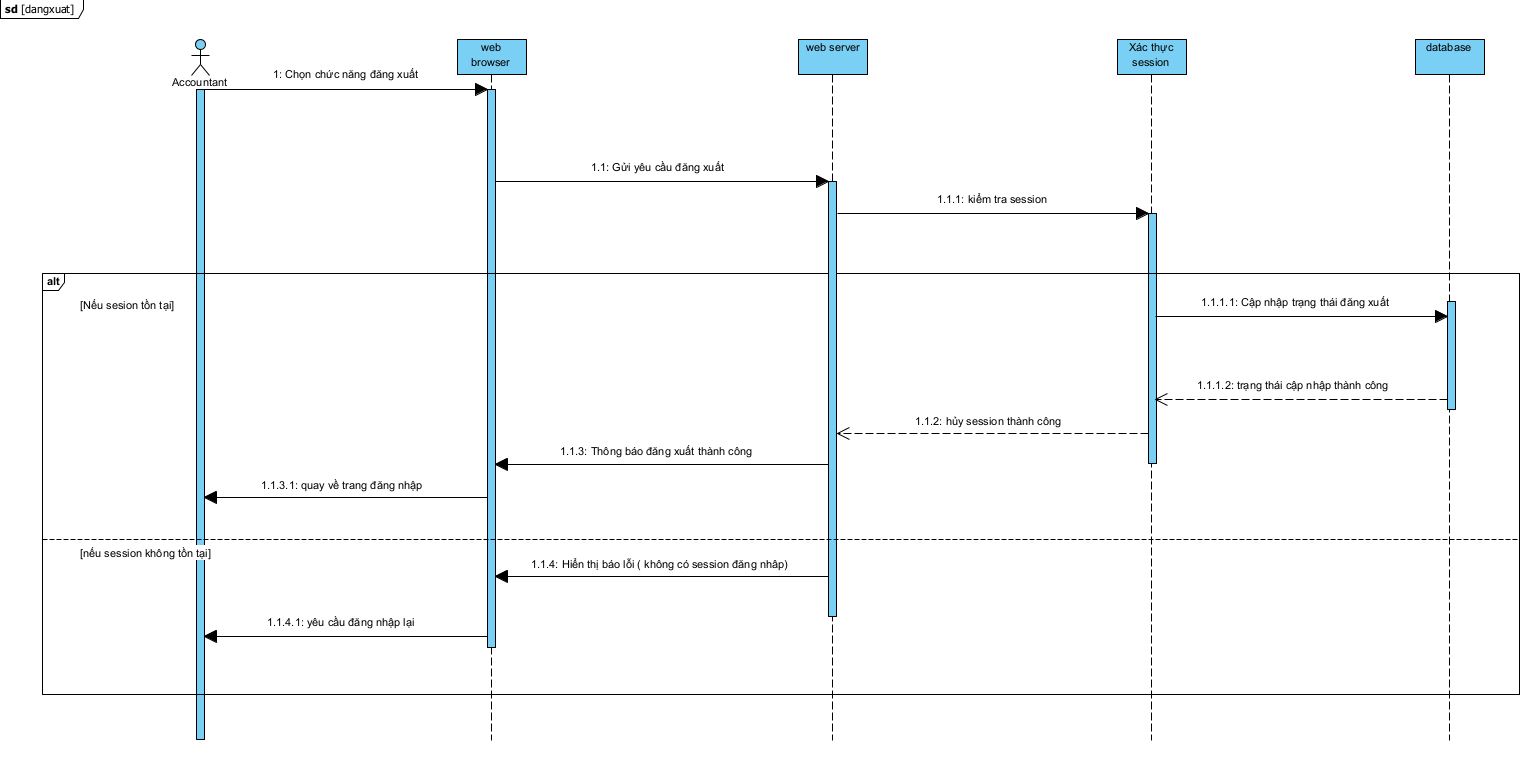 sd [dangxuat]
Accountant
web
browser
web server
Xác thực
session
database
1: Chọn chức năng đăng xuất
1.1: Gửi yêu cầu đăng xuất
1.1.1: kiểm tra session
alt
[Nếu sesion tồn tại]
1.1.1.1: Cập nhập trạng thái đăng xuất
1.1.1.2: trạng thái cập nhập thành công
1.1.2: hủy session thành công
1.1.3: Thông báo đăng xuất thành công
1.1.3.1: quay về trang đăng nhập
[nếu session không tồn tại]
1.1.4: Hiển thị báo lỗi ( không có session đăng nhâp)
1.1.4.1: yêu cầu đăng nhập lại